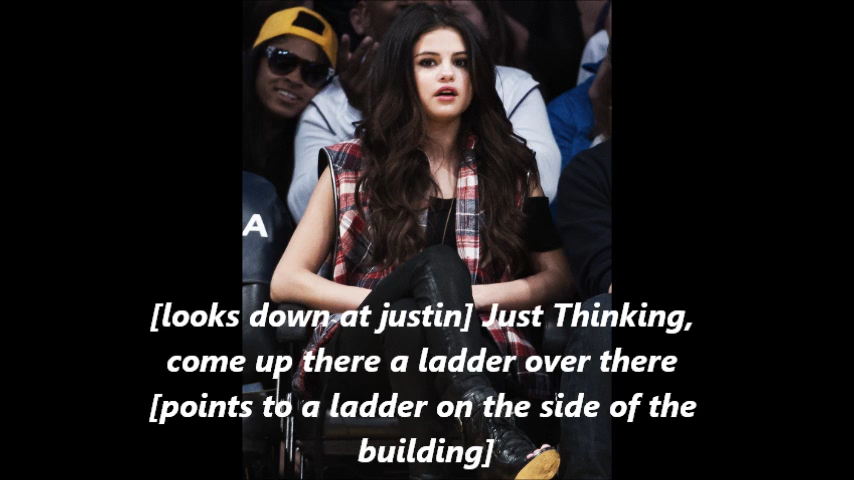 A
[looks down at justin] Just Thinking,
come up there a ladder over there
[points to a ladder on the side of the
building]